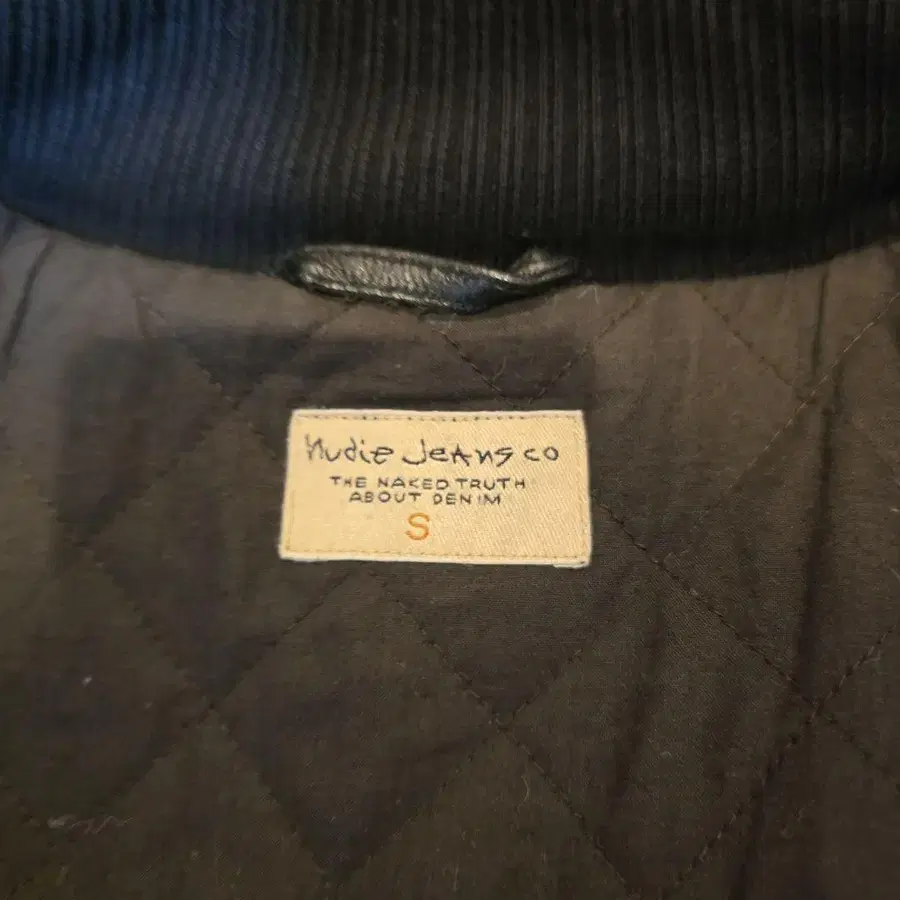 Nudie Jeans co
THE NAKED TRUTH
ABOUT DENIM
S